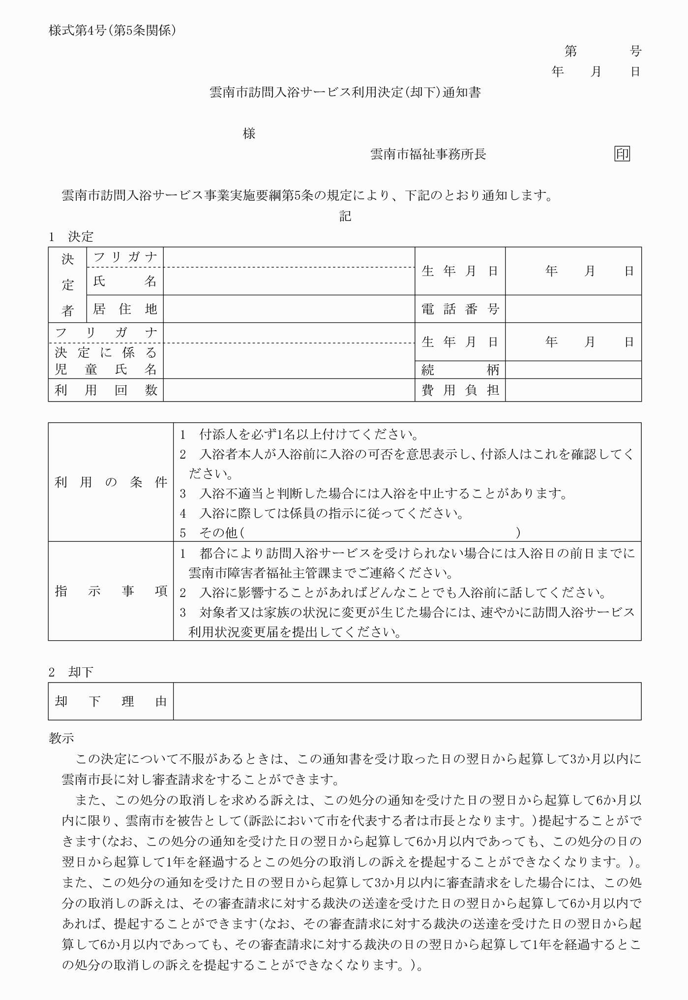 様式第4号(第5条関係)
第　　　　号
年　　月　　日
雲南市訪問入浴サービス利用決定(却下)通知書
様
雲南市福祉事務所長　　　　　　　　　　印
雲南市訪問入浴サービス事業実施要綱第5条の規定により、下記のとおり通知します。
記
1　決定
決定者
フリガナ
氏名
生年月日
年　　月　　日
居住地
電話番号
フリガナ
決定に係る
児童氏名
生年月日
年　　月　　日
続柄
利用回数
費用負担
利用の条件
1　付添人を必ず1名以上付けてください。
2　入浴者本人が入浴前に入浴の可否を意思表示し、付添人はこれを確認してく
ださい。
3　入浴不適当と判断した場合には入浴を中止することがあります。
4　入浴に際しては係員の指示に従ってください。
5　その他(　　　　　　　　　　　　　　　　　　　　　)
指示事項
1　都合により訪問入浴サービスを受けられない場合には入浴日の前日までに
雲南市障害者福祉主管課までご連絡ください。
2　入浴に影響することがあればどんなことでも入浴前に話してください。
3　対象者又は家族の状況に変更が生じた場合には、速やかに訪問入浴サービス
利用状況変更届を提出してください。
2　却下
却下理由
教示
この決定について不服があるときは、この通知書を受け取った日の翌日から起算して3か月以内に
雲南市長に対し審査請求をすることができます。
また、この処分の取消しを求める訴えは、この処分の通知を受けた日の翌日から起算して6か月以
内に限り、雲南市を被告として(訴訟において市を代表する者は市長となります。)提起することがで
きます(なお、この処分の通知を受けた日の翌日から起算して6か月以内であっても、この処分の日の
翌日から起算して1年を経過するとこの処分の取消しの訴えを提起することができなくなります。)。
また、この処分の通知を受けた日の翌日から起算して3か月以内に審査請求をした場合には、この処
分の取消しの訴えは、その審査請求に対する裁決の送達を受けた日の翌日から起算して6か月以内で
あれば、提起することができます(なお、その審査請求に対する裁決の送達を受けた日の翌日から起
算して6か月以内であっても、その審査請求に対する裁決の日の翌日から起算して1年を経過するとこ
の処分の取消しの訴えを提起することができなくなります。)。